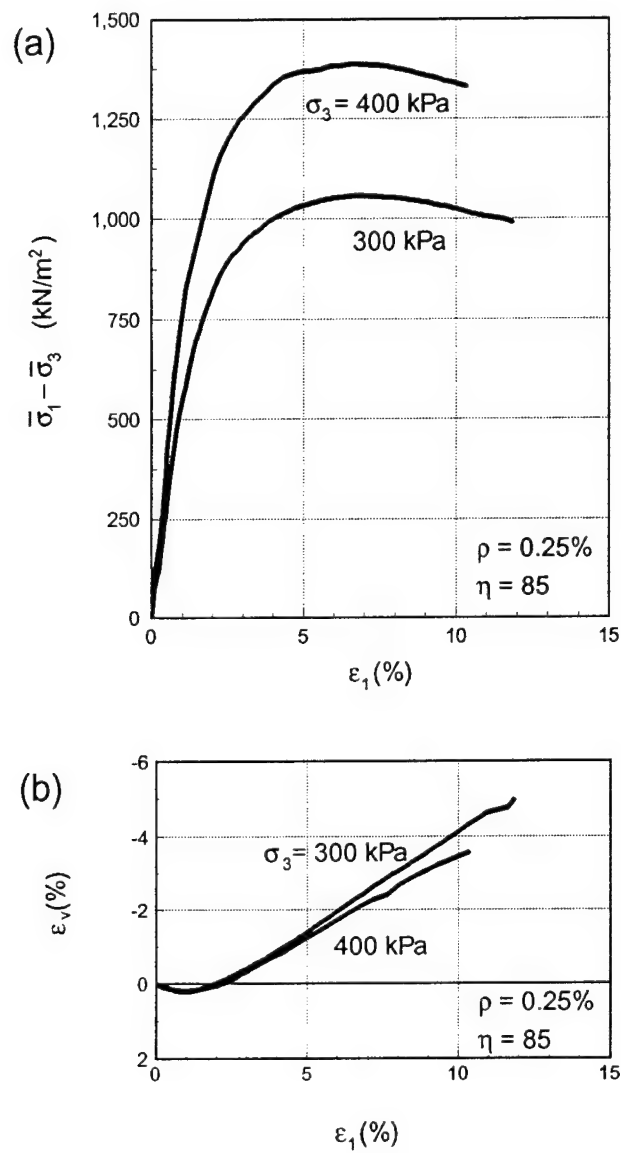 (a)
1,500
1,250
1,000
750
500
250
0
σ̄₁ – σ̄₃ (kN/m²)
σ₃ = 400 kPa
300 kPa
ρ = 0.25%
η = 85
0 5 10 15
ε₁(%)
(b)
-6
-4
-2
0
2
εᵥ(%)
σ₃= 300 kPa
400 kPa
ρ = 0.25%
η = 85
0 5 10 15
ε₁(%)